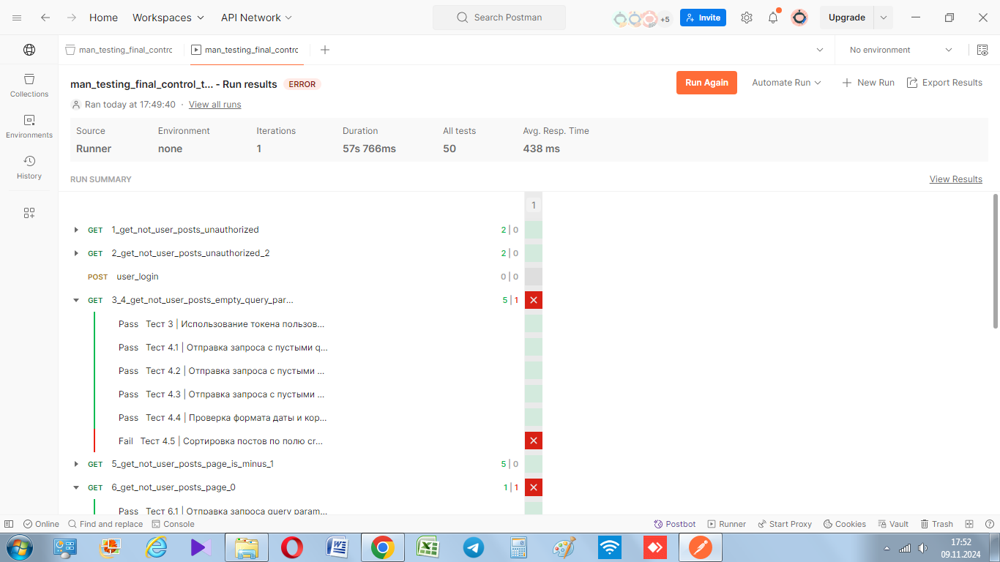 Home Workspaces API Network Search Postman +5 Invite Upgrade
man_testing_final_contro man_testing_final_contro No environment
man_testing_final_control_t... - Run results ERROR Run Again Automate Run New Run Export Results
Ran today at 17:49:40 · View all runs
Collections
Environments
History
Source Environment Iterations Duration All tests Avg. Resp. Time
Runner none 1 57s 766ms 50 438 ms
RUN SUMMARY View Results
1
GET 1_get_not_user_posts_unauthorized 2 | 0
GET 2_get_not_user_posts_unauthorized_2 2 | 0
POST user_login 0 | 0
GET 3_4_get_not_user_posts_empty_query_par... 5 | 1
Pass Тест 3 | Использование токена пользов...
Pass Тест 4.1 | Отправка запроса с пустыми q...
Pass Тест 4.2 | Отправка запроса с пустыми ...
Pass Тест 4.3 | Отправка запроса с пустыми ...
Pass Тест 4.4 | Проверка формата даты и кор...
Fail Тест 4.5 | Сортировка постов по полю cr...
GET 5_get_not_user_posts_page_is_minus_1 5 | 0
GET 6_get_not_user_posts_page_0 1 | 1
Pass Тест 6.1 | Отправка запроса query param...
Online Find and replace Console Postbot Runner Start Proxy Cookies Vault Trash
17:52
09.11.2024